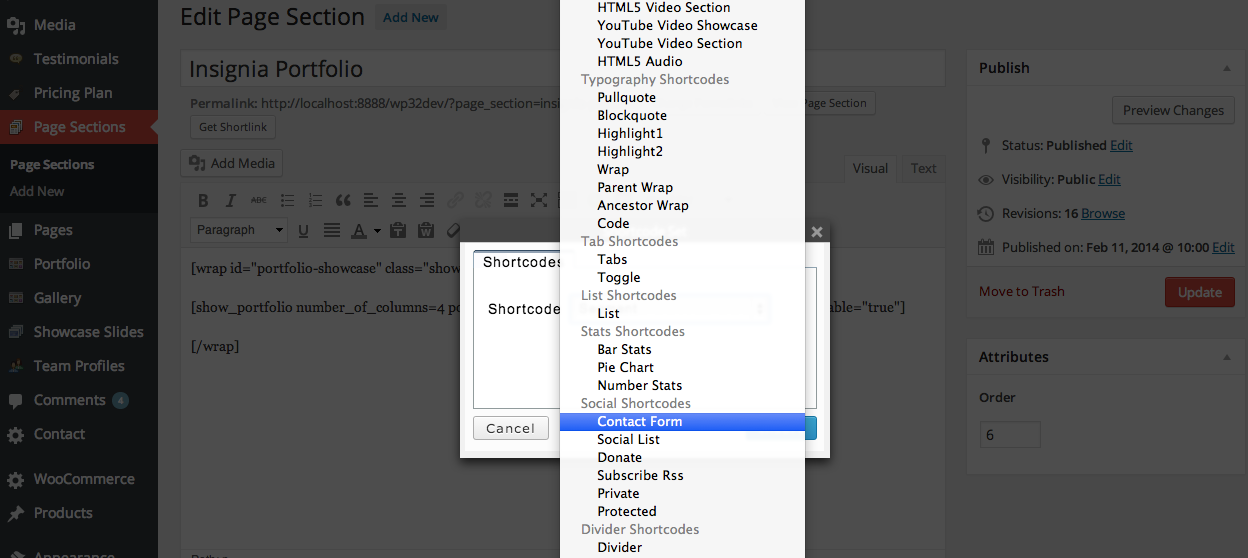 Media
Testimonials
Pricing Plan
Page Sections
Page Sections
Add New
Pages
Portfolio
Gallery
Showcase Slides
Team Profiles
Comments 4
Contact
WooCommerce
Products
Appearance
Edit Page Section Add New
Insignia Portfolio
Permalink: http://localhost:8888/wp32dev/?page_section=insig
Page Section
Get Shortlink
Add Media
Visual Text
B I ABC
Paragraph U A T W
[wrap id="portfolio-showcase" class="show
[show_portfolio number_of_columns=4 po
able="true"]
[/wrap]
Shortcodes
Shortcode
Cancel
HTML5 Video Section
YouTube Video Showcase
YouTube Video Section
HTML5 Audio
Typography Shortcodes
Pullquote
Blockquote
Highlight1
Highlight2
Wrap
Parent Wrap
Ancestor Wrap
Code
Tab Shortcodes
Tabs
Toggle
List Shortcodes
List
Stats Shortcodes
Bar Stats
Pie Chart
Number Stats
Social Shortcodes
Contact Form
Social List
Donate
Subscribe Rss
Private
Protected
Divider Shortcodes
Divider
Publish
Preview Changes
Status: Published Edit
Visibility: Public Edit
Revisions: 16 Browse
Published on: Feb 11, 2014 @ 10:00 Edit
Move to Trash Update
Attributes
Order
6